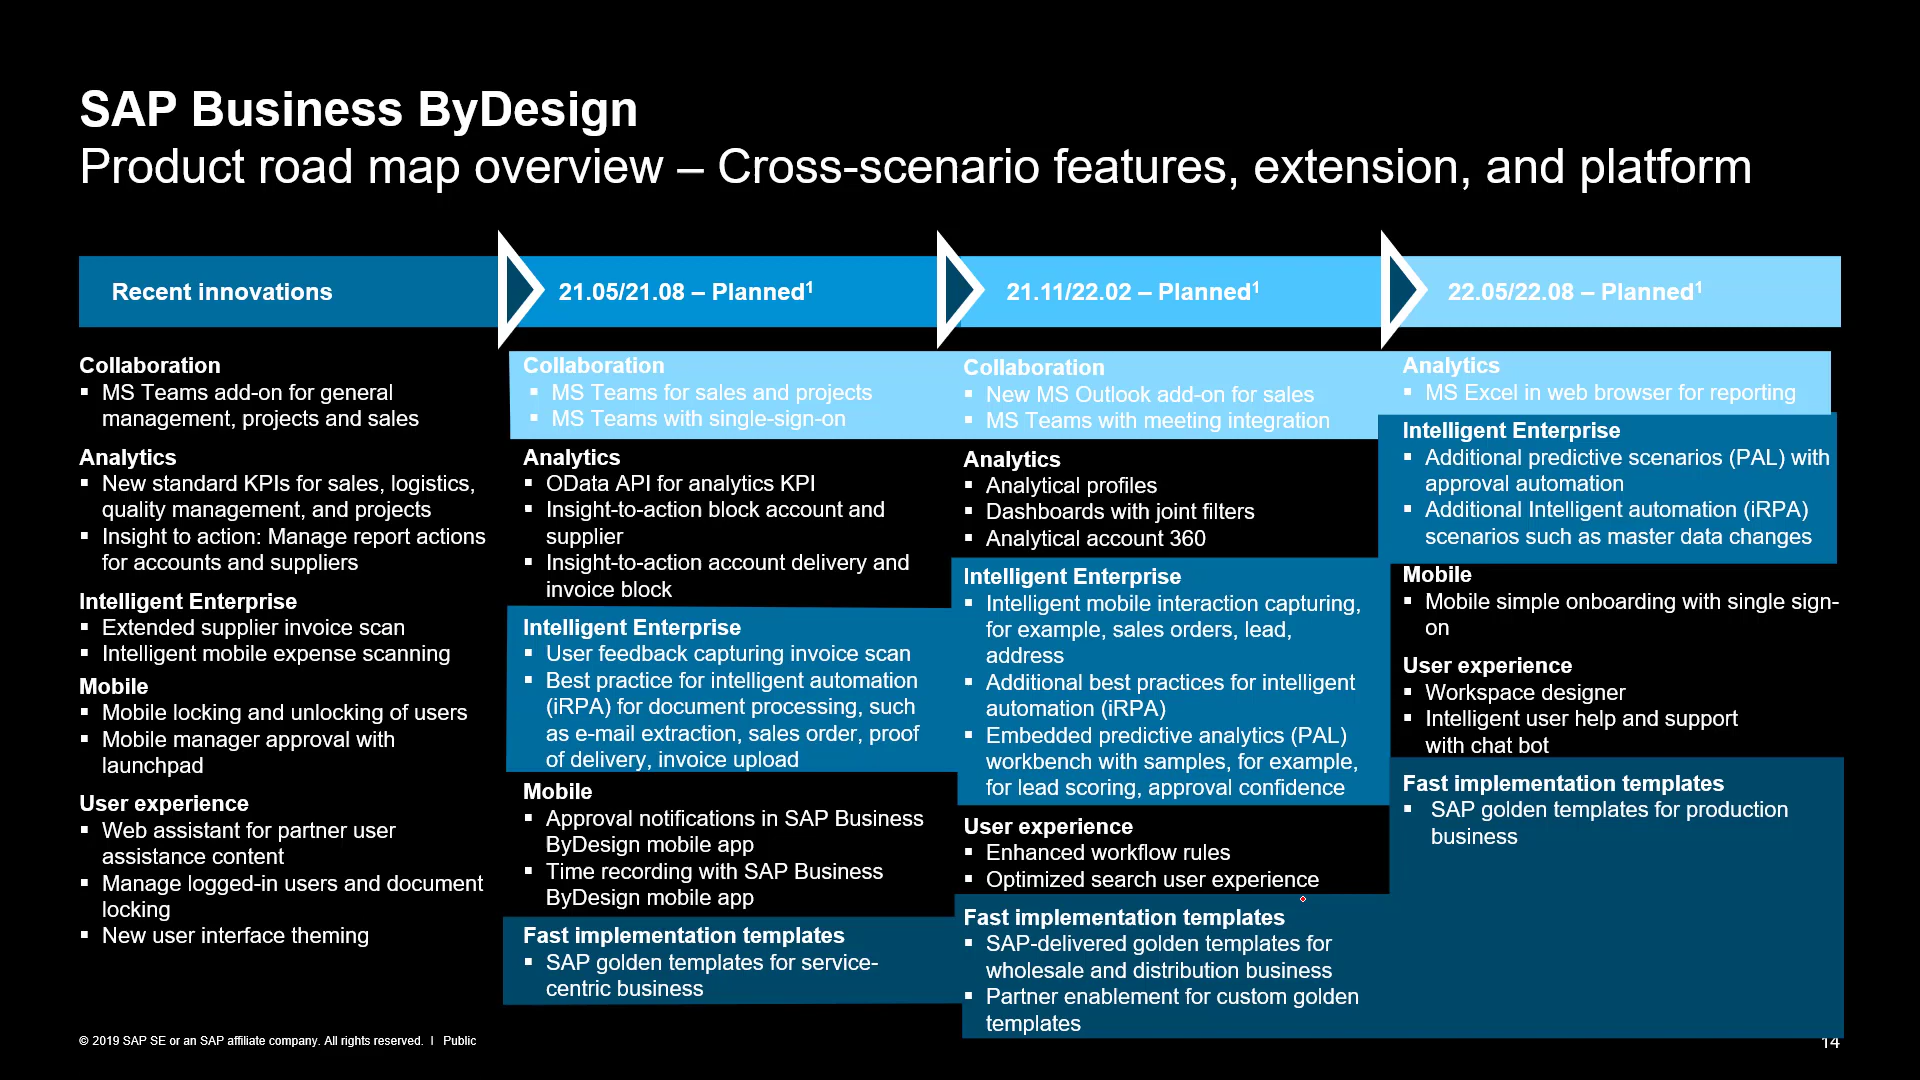 SAP Business ByDesign
Product road map overview – Cross-scenario features, extension, and platform
Recent innovations
Collaboration
▪ MS Teams add-on for general
management, projects and sales
Analytics
▪ New standard KPIs for sales, logistics,
quality management, and projects
▪ Insight to action: Manage report actions
for accounts and suppliers
Intelligent Enterprise
▪ Extended supplier invoice scan
▪ Intelligent mobile expense scanning
Mobile
▪ Mobile locking and unlocking of users
▪ Mobile manager approval with
launchpad
User experience
▪ Web assistant for partner user
assistance content
▪ Manage logged-in users and document
locking
▪ New user interface theming
21.05/21.08 – Planned¹
Collaboration
▪ MS Teams for sales and projects
▪ MS Teams with single-sign-on
Analytics
▪ OData API for analytics KPI
▪ Insight-to-action block account and
supplier
▪ Insight-to-action account delivery and
invoice block
Intelligent Enterprise
▪ User feedback capturing invoice scan
▪ Best practice for intelligent automation
(iRPA) for document processing, such
as e-mail extraction, sales order, proof
of delivery, invoice upload
Mobile
▪ Approval notifications in SAP Business
ByDesign mobile app
▪ Time recording with SAP Business
ByDesign mobile app
Fast implementation templates
▪ SAP golden templates for service-
centric business
21.11/22.02 – Planned¹
Collaboration
▪ New MS Outlook add-on for sales
▪ MS Teams with meeting integration
Analytics
▪ Analytical profiles
▪ Dashboards with joint filters
▪ Analytical account 360
Intelligent Enterprise
▪ Intelligent mobile interaction capturing,
for example, sales orders, lead,
address
▪ Additional best practices for intelligent
automation (iRPA)
▪ Embedded predictive analytics (PAL)
workbench with samples, for example,
for lead scoring, approval confidence
User experience
▪ Enhanced workflow rules
▪ Optimized search user experience
Fast implementation templates
▪ SAP-delivered golden templates for
wholesale and distribution business
▪ Partner enablement for custom golden
templates
22.05/22.08 – Planned¹
Analytics
▪ MS Excel in web browser for reporting
Intelligent Enterprise
▪ Additional predictive scenarios (PAL) with
approval automation
▪ Additional Intelligent automation (iRPA)
scenarios such as master data changes
Mobile
▪ Mobile simple onboarding with single sign-
on
User experience
▪ Workspace designer
▪ Intelligent user help and support
with chat bot
Fast implementation templates
▪ SAP golden templates for production
business
© 2019 SAP SE or an SAP affiliate company. All rights reserved. ǀ Public
14